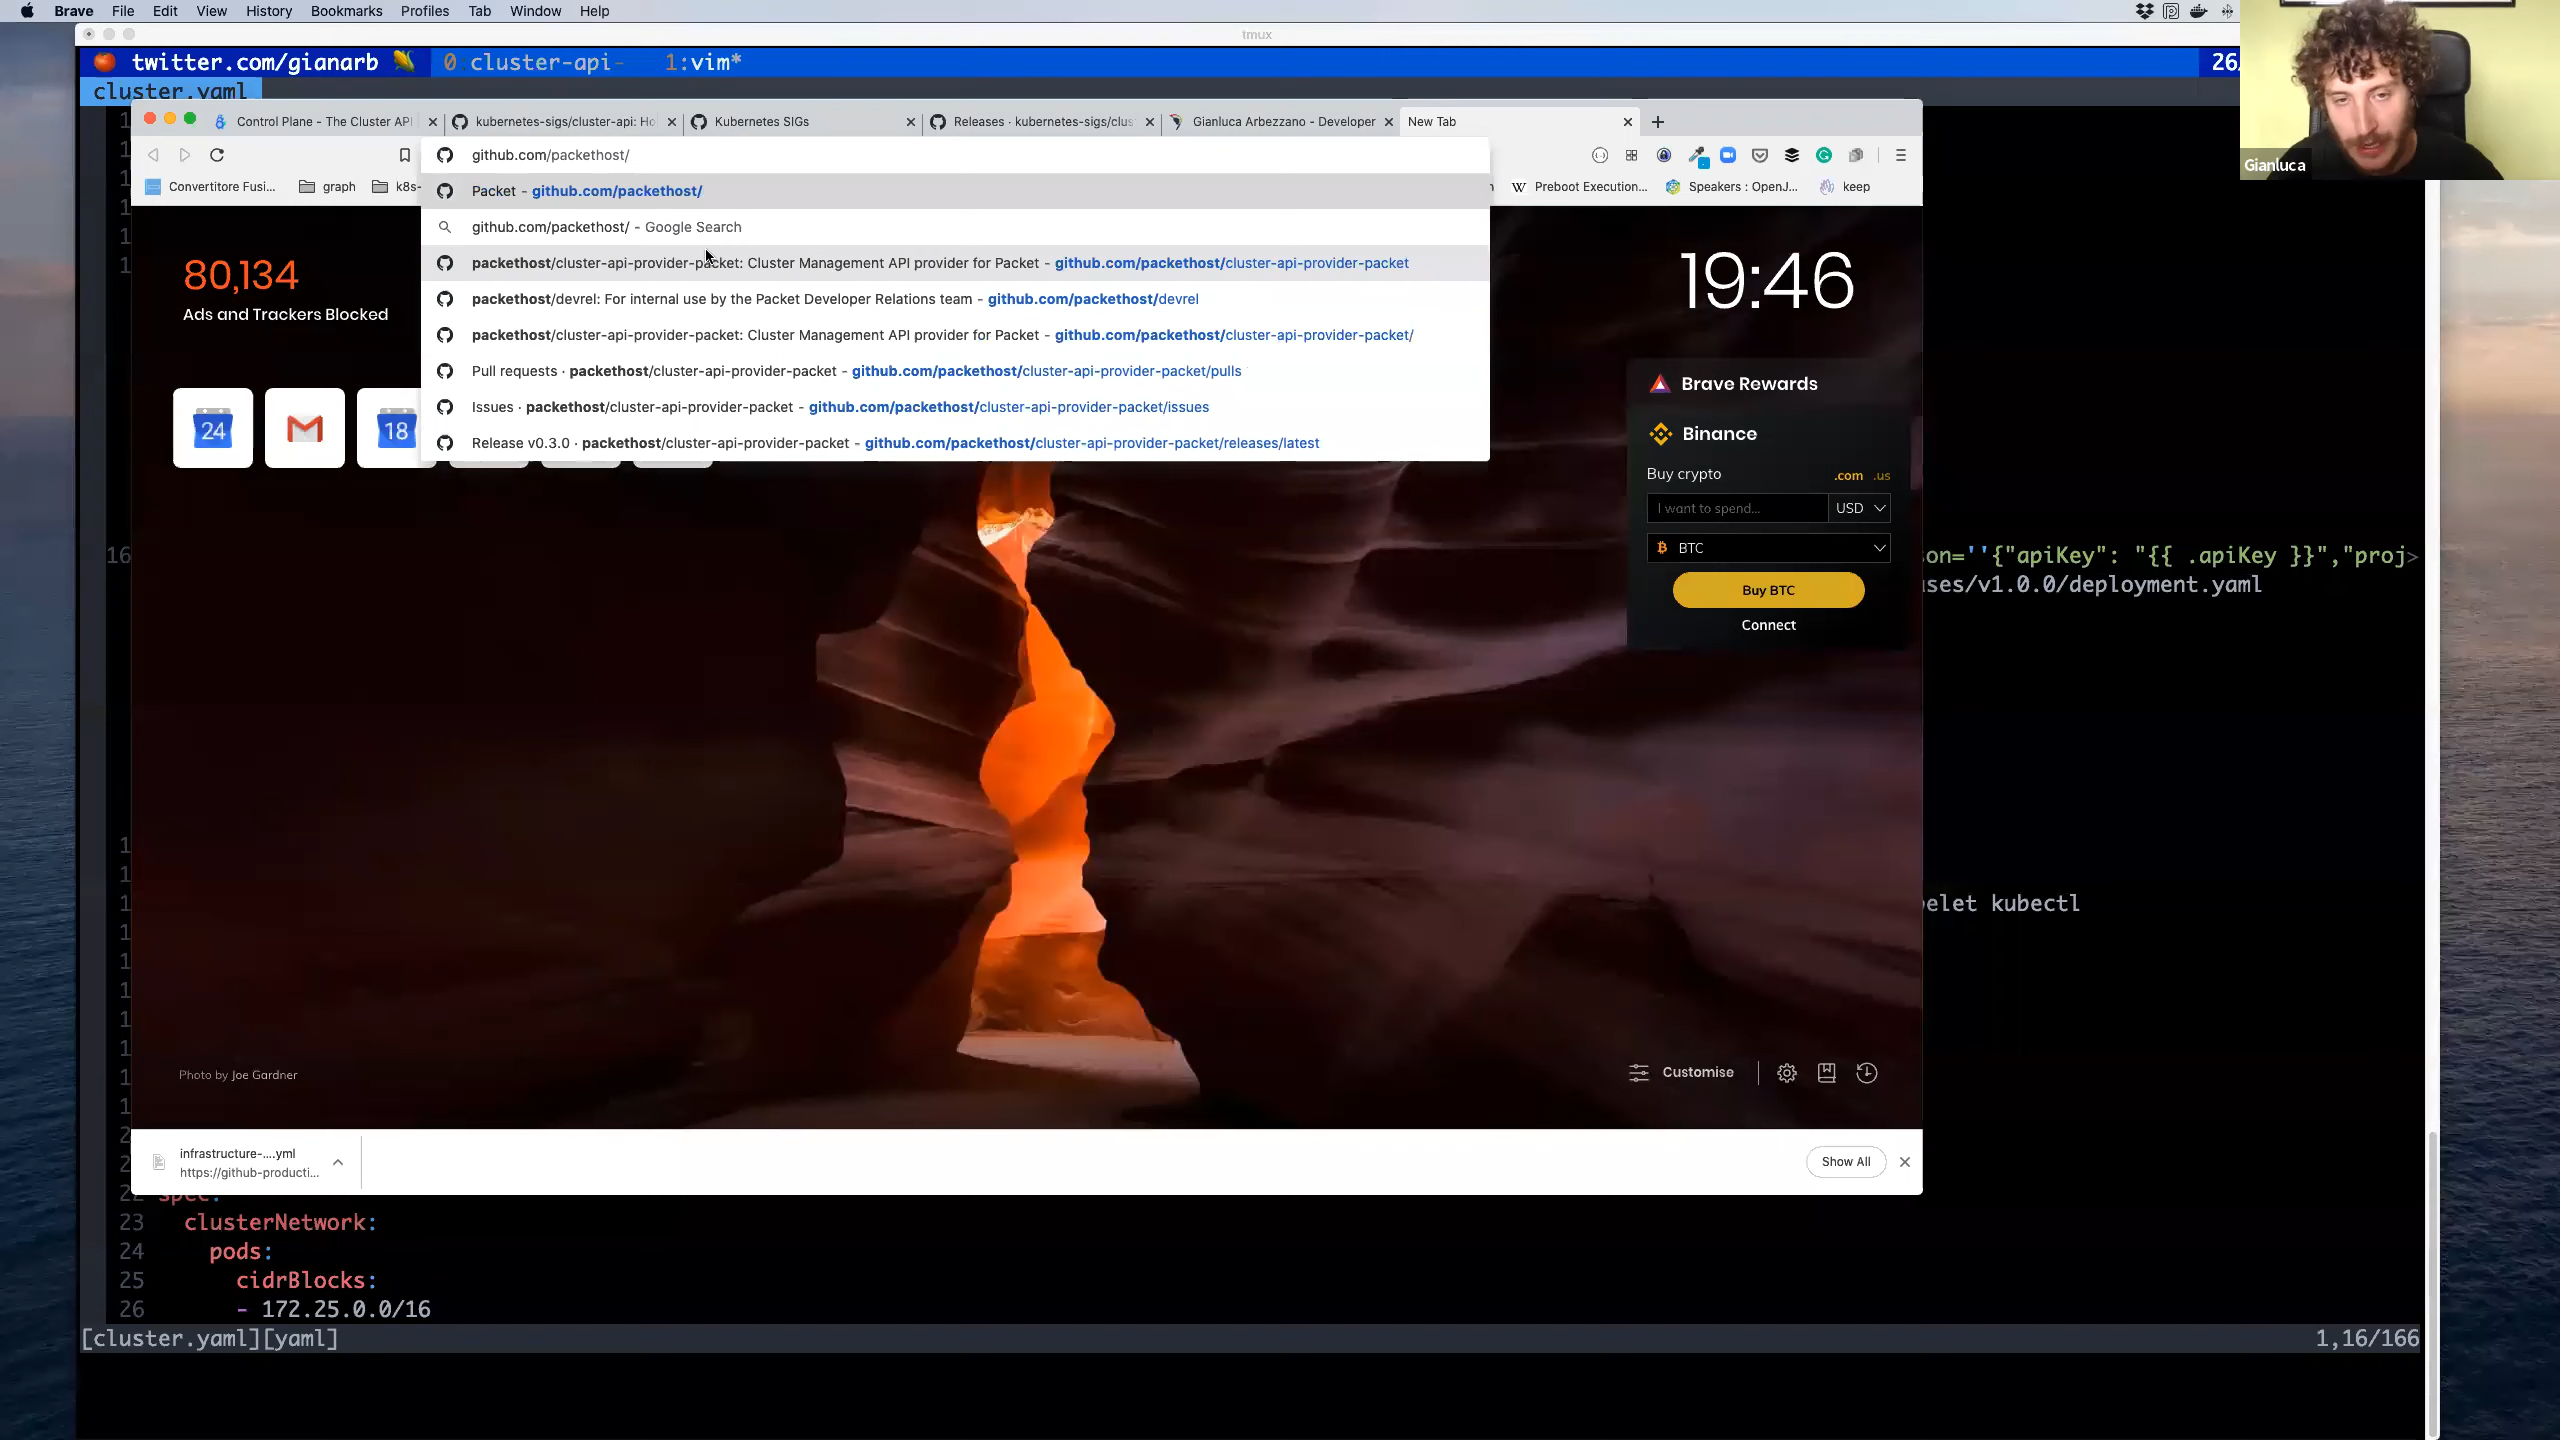 Brave File Edit View History Bookmarks Profiles Tab Window Help
tmux
twitter.com/gianarb 0 cluster-api- 1:vim* 26
cluster.yaml
Gianluca
Control Plane - The Cluster API
kubernetes-sigs/cluster-api: Ho
Kubernetes SIGs
Releases · kubernetes-sigs/clus
Gianluca Arbezzano - Developer
New Tab
github.com/packethost/
Convertitore Fusi...
graph
k8s-
Preboot Execution...
Speakers : OpenJ...
keep
Packet - github.com/packethost/
github.com/packethost/ - Google Search
packethost/cluster-api-provider-packet: Cluster Management API provider for Packet - github.com/packethost/cluster-api-provider-packet
packethost/devrel: For internal use by the Packet Developer Relations team - github.com/packethost/devrel
packethost/cluster-api-provider-packet: Cluster Management API provider for Packet - github.com/packethost/cluster-api-provider-packet/
Pull requests · packethost/cluster-api-provider-packet - github.com/packethost/cluster-api-provider-packet/pulls
Issues · packethost/cluster-api-provider-packet - github.com/packethost/cluster-api-provider-packet/issues
Release v0.3.0 · packethost/cluster-api-provider-packet - github.com/packethost/cluster-api-provider-packet/releases/latest
80,134
Ads and Trackers Blocked
24
18
19:46
Brave Rewards
Binance
Buy crypto .com .us
I want to spend... USD
BTC
Buy BTC
Connect
16
on=''{"apiKey": "{{ .apiKey }}","proj>
ses/v1.0.0/deployment.yaml
elet kubectl
Photo by Joe Gardner
Customise
infrastructure-....yml
https://github-producti...
Show All
22 spec:
23 clusterNetwork:
24 pods:
25 cidrBlocks:
26 - 172.25.0.0/16
[cluster.yaml][yaml] 1,16/166